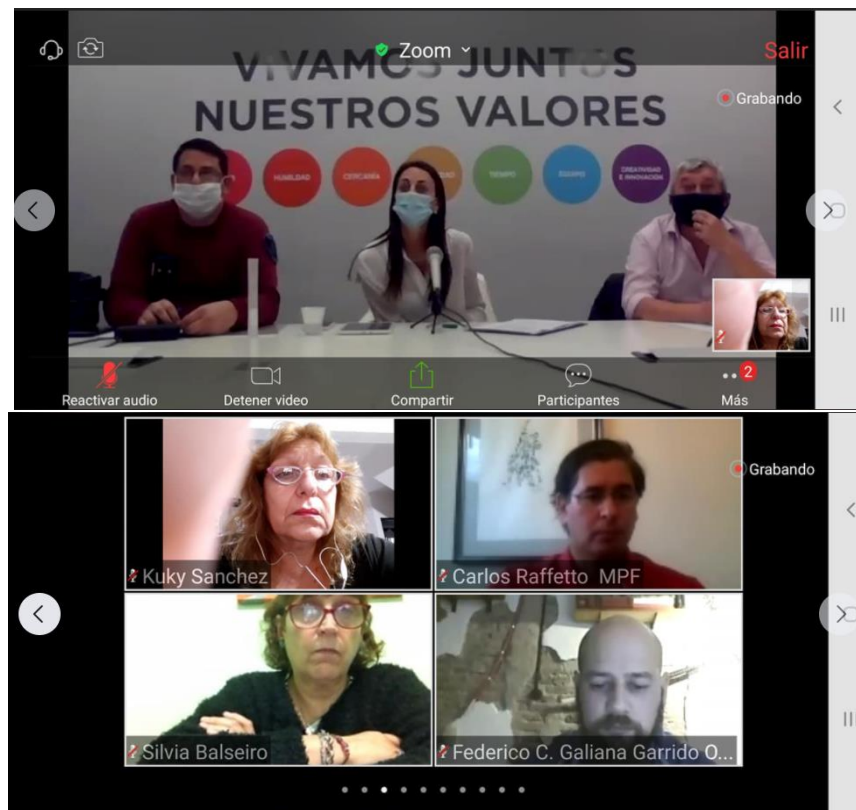 Zoom
Salir
VIVAMOS JUNTOS
NUESTROS VALORES
Grabando
HUMILDAD
CERCANÍA
TIEMPO
EQUIPO
CREATIVIDAD
E INNOVACIÓN
2
Reactivar audio
Detener video
Compartir
Participantes
Más
Grabando
Kuky Sanchez
Carlos Raffetto MPF
Silvia Balseiro
Federico C. Galiana Garrido O...